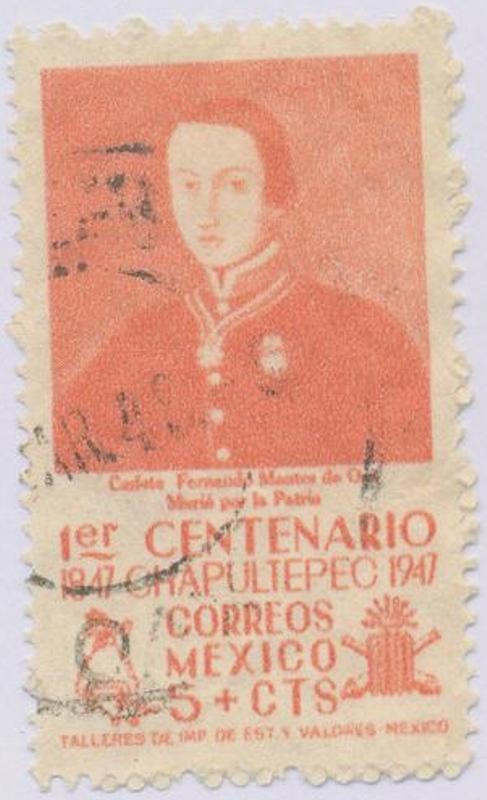 Cadete Fernando Montes de O
Murió por la Patria
1er CENTENARIO
1847 CHAPULTEPEC 1947
CORREOS
MEXICO
5 + CTS
TALLERES DE IMP. DE EST. Y VALORES-MEXICO